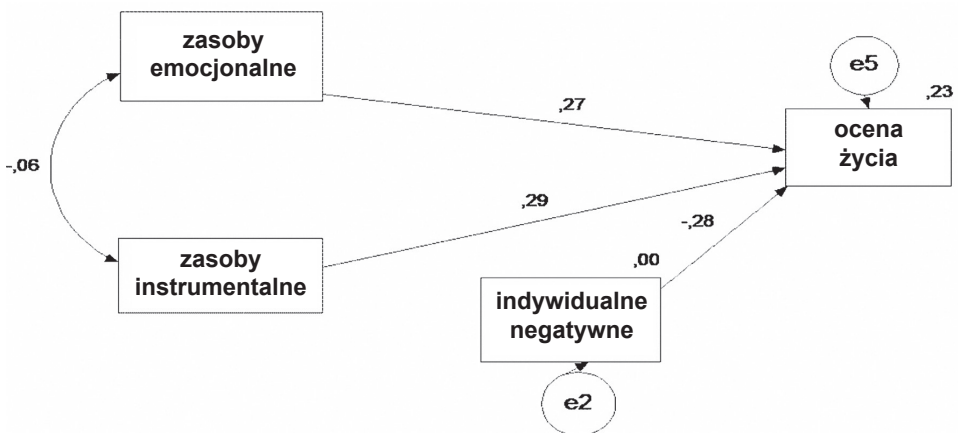 zasoby
emocjonalne
e5
,23
,27
ocena
życia
-,06
,29
-,28
zasoby
instrumentalne
,00
indywidualne
negatywne
e2